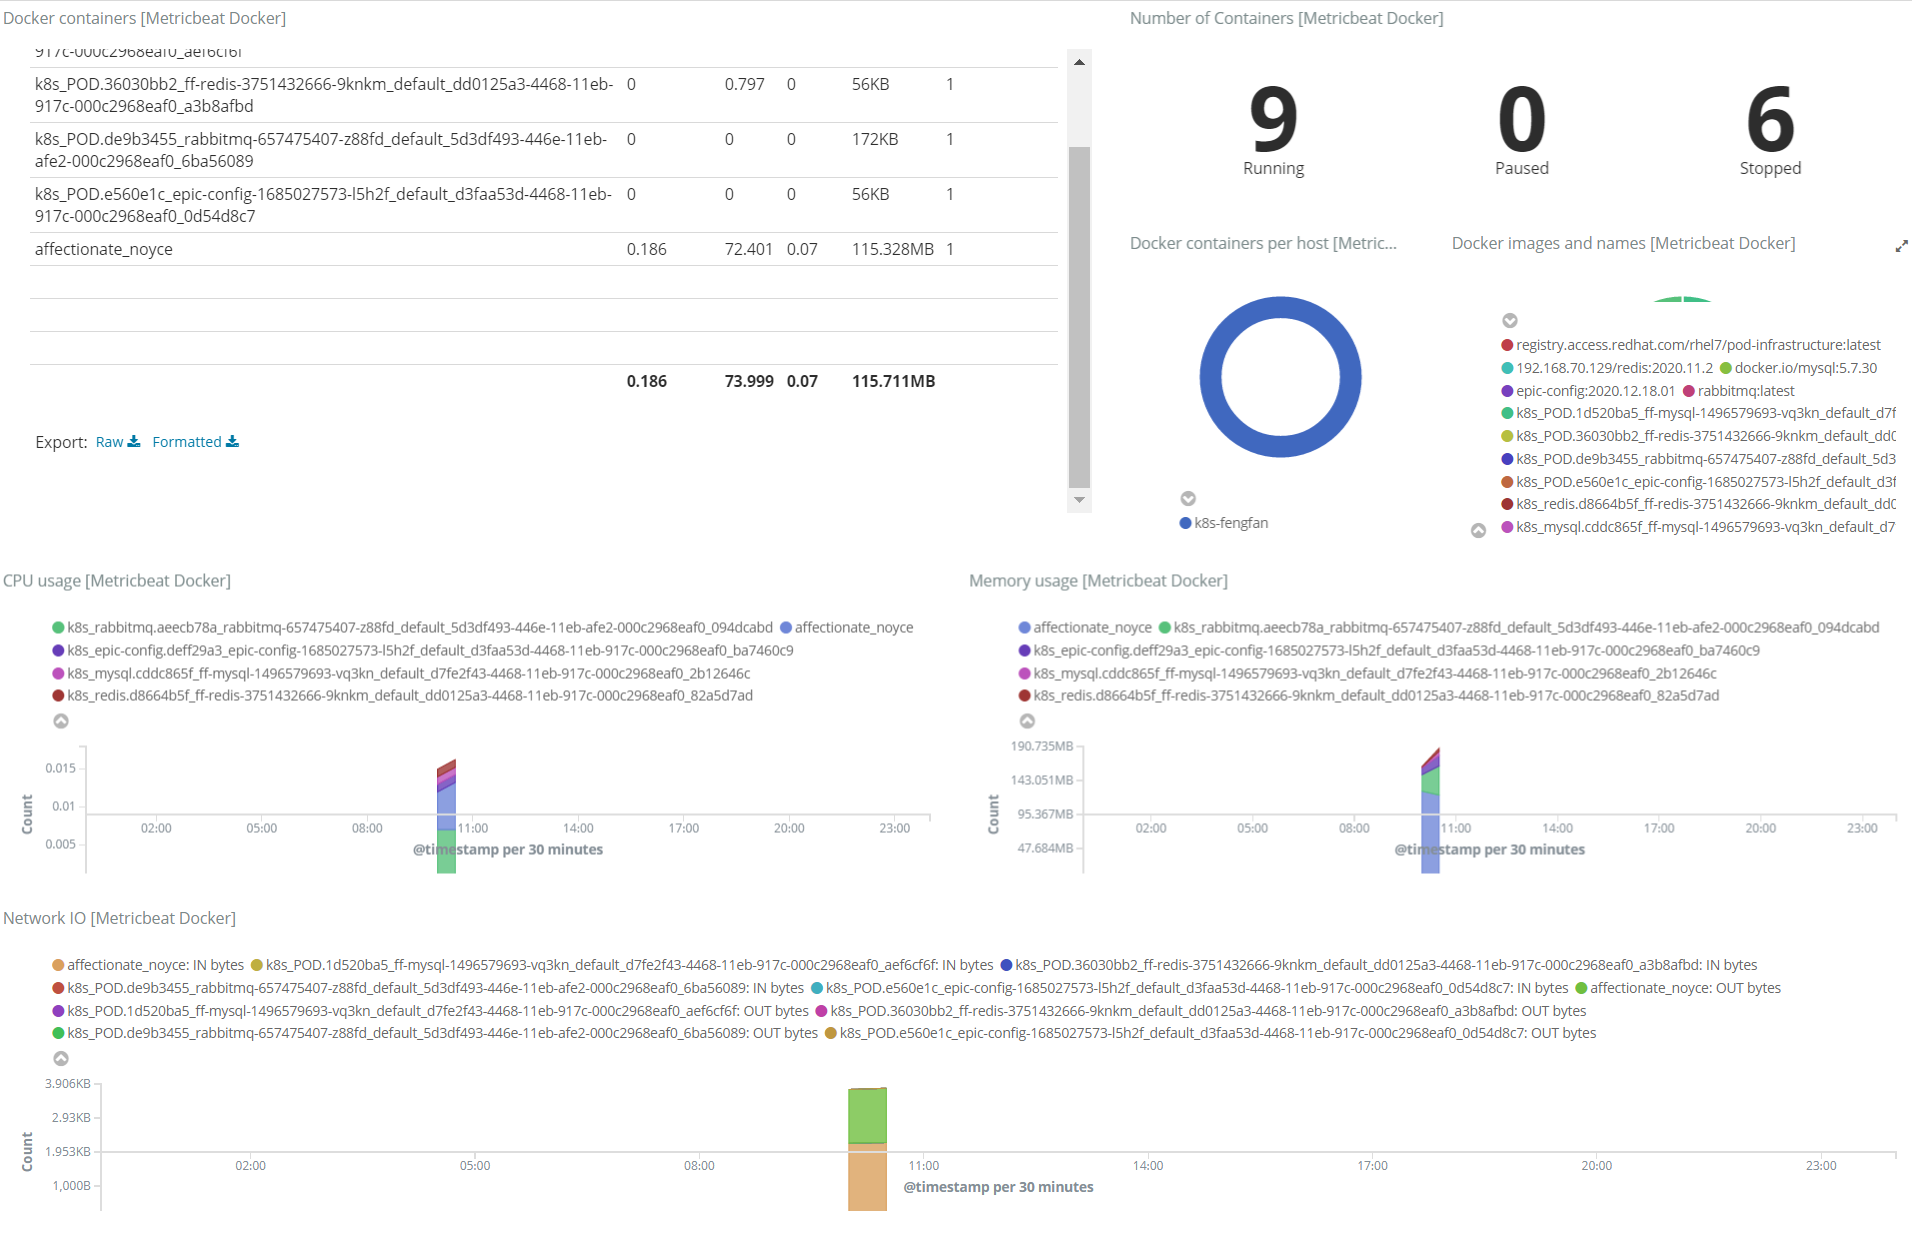 Docker containers [Metricbeat Docker]
917c-000c2968eaf0_aef6cf6f
k8s_POD.36030bb2_ff-redis-3751432666-9knkm_default_dd0125a3-4468-11eb- 0 0.797 0 56KB 1
917c-000c2968eaf0_a3b8afbd
k8s_POD.de9b3455_rabbitmq-657475407-z88fd_default_5d3df493-446e-11eb- 0 0 0 172KB 1
afe2-000c2968eaf0_6ba56089
k8s_POD.e560e1c_epic-config-1685027573-l5h2f_default_d3faa53d-4468-11eb- 0 0 0 56KB 1
917c-000c2968eaf0_0d54d8c7
affectionate_noyce 0.186 72.401 0.07 115.328MB 1
0.186 73.999 0.07 115.711MB
Export: Raw Formatted
Number of Containers [Metricbeat Docker]
9 0 6
Running Paused Stopped
Docker containers per host [Metric...
k8s-fengfan
Docker images and names [Metricbeat Docker]
registry.access.redhat.com/rhel7/pod-infrastructure:latest
192.168.70.129/redis:2020.11.2 docker.io/mysql:5.7.30
epic-config:2020.12.18.01 rabbitmq:latest
k8s_POD.1d520ba5_ff-mysql-1496579693-vq3kn_default_d7f
k8s_POD.36030bb2_ff-redis-3751432666-9knkm_default_dd0
k8s_POD.de9b3455_rabbitmq-657475407-z88fd_default_5d3
k8s_POD.e560e1c_epic-config-1685027573-l5h2f_default_d3f
k8s_redis.d8664b5f_ff-redis-3751432666-9knkm_default_dd0
k8s_mysql.cddc865f_ff-mysql-1496579693-vq3kn_default_d7
CPU usage [Metricbeat Docker]
k8s_rabbitmq.aeecb78a_rabbitmq-657475407-z88fd_default_5d3df493-446e-11eb-afe2-000c2968eaf0_094dcabd affectionate_noyce
k8s_epic-config.deff29a3_epic-config-1685027573-l5h2f_default_d3faa53d-4468-11eb-917c-000c2968eaf0_ba7460c9
k8s_mysql.cddc865f_ff-mysql-1496579693-vq3kn_default_d7fe2f43-4468-11eb-917c-000c2968eaf0_2b12646c
k8s_redis.d8664b5f_ff-redis-3751432666-9knkm_default_dd0125a3-4468-11eb-917c-000c2968eaf0_82a5d7ad
0.015
0.01
0.005
Count
02:00 05:00 08:00 11:00 14:00 17:00 20:00 23:00
@timestamp per 30 minutes
Memory usage [Metricbeat Docker]
affectionate_noyce k8s_rabbitmq.aeecb78a_rabbitmq-657475407-z88fd_default_5d3df493-446e-11eb-afe2-000c2968eaf0_094dcabd
k8s_epic-config.deff29a3_epic-config-1685027573-l5h2f_default_d3faa53d-4468-11eb-917c-000c2968eaf0_ba7460c9
k8s_mysql.cddc865f_ff-mysql-1496579693-vq3kn_default_d7fe2f43-4468-11eb-917c-000c2968eaf0_2b12646c
k8s_redis.d8664b5f_ff-redis-3751432666-9knkm_default_dd0125a3-4468-11eb-917c-000c2968eaf0_82a5d7ad
190.735MB
143.051MB
95.367MB
47.684MB
Count
02:00 05:00 08:00 11:00 14:00 17:00 20:00 23:00
@timestamp per 30 minutes
Network IO [Metricbeat Docker]
affectionate_noyce: IN bytes k8s_POD.1d520ba5_ff-mysql-1496579693-vq3kn_default_d7fe2f43-4468-11eb-917c-000c2968eaf0_aef6cf6f: IN bytes k8s_POD.36030bb2_ff-redis-3751432666-9knkm_default_dd0125a3-4468-11eb-917c-000c2968eaf0_a3b8afbd: IN bytes
k8s_POD.de9b3455_rabbitmq-657475407-z88fd_default_5d3df493-446e-11eb-afe2-000c2968eaf0_6ba56089: IN bytes k8s_POD.e560e1c_epic-config-1685027573-l5h2f_default_d3faa53d-4468-11eb-917c-000c2968eaf0_0d54d8c7: IN bytes affectionate_noyce: OUT bytes
k8s_POD.1d520ba5_ff-mysql-1496579693-vq3kn_default_d7fe2f43-4468-11eb-917c-000c2968eaf0_aef6cf6f: OUT bytes k8s_POD.36030bb2_ff-redis-3751432666-9knkm_default_dd0125a3-4468-11eb-917c-000c2968eaf0_a3b8afbd: OUT bytes
k8s_POD.de9b3455_rabbitmq-657475407-z88fd_default_5d3df493-446e-11eb-afe2-000c2968eaf0_6ba56089: OUT bytes k8s_POD.e560e1c_epic-config-1685027573-l5h2f_default_d3faa53d-4468-11eb-917c-000c2968eaf0_0d54d8c7: OUT bytes
3.906KB
2.93KB
1.953KB
1,000B
Count
02:00 05:00 08:00 11:00 14:00 17:00 20:00 23:00
@timestamp per 30 minutes